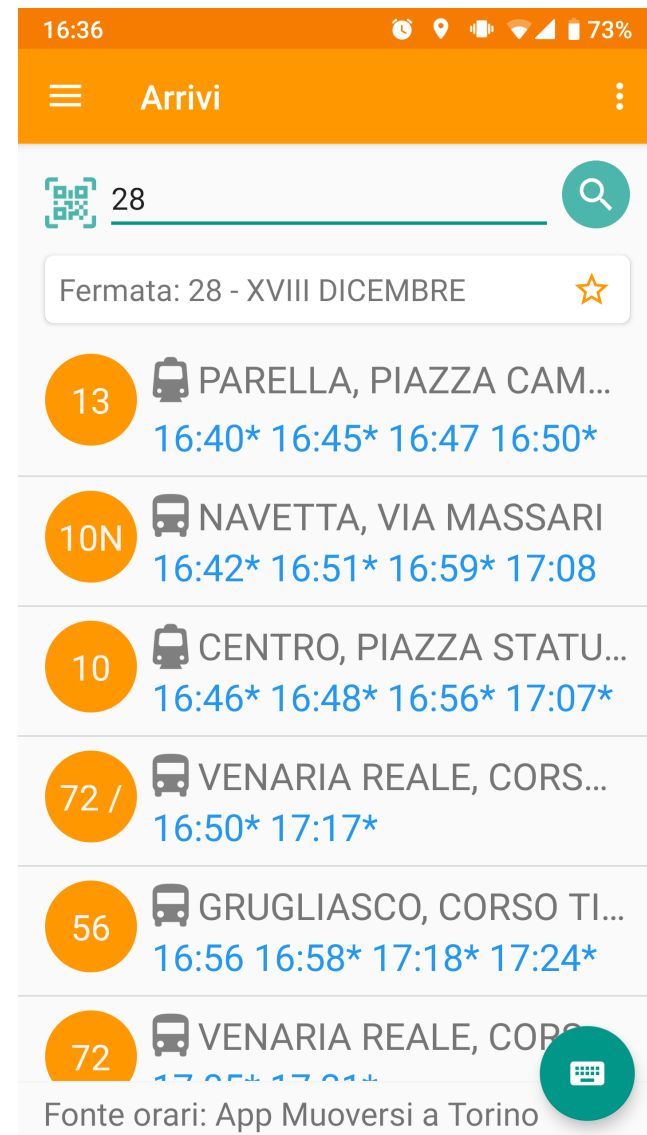 16:36 73%
Arrivi
28
Fermata: 28 - XVIII DICEMBRE
13 PARELLA, PIAZZA CAM...
16:40* 16:45* 16:47 16:50*
10N NAVETTA, VIA MASSARI
16:42* 16:51* 16:59* 17:08
10 CENTRO, PIAZZA STATU...
16:46* 16:48* 16:56* 17:07*
72 / VENARIA REALE, CORS...
16:50* 17:17*
56 GRUGLIASCO, CORSO TI...
16:56 16:58* 17:18* 17:24*
72 VENARIA REALE,
Fonte orari: App Muoversi a Torino